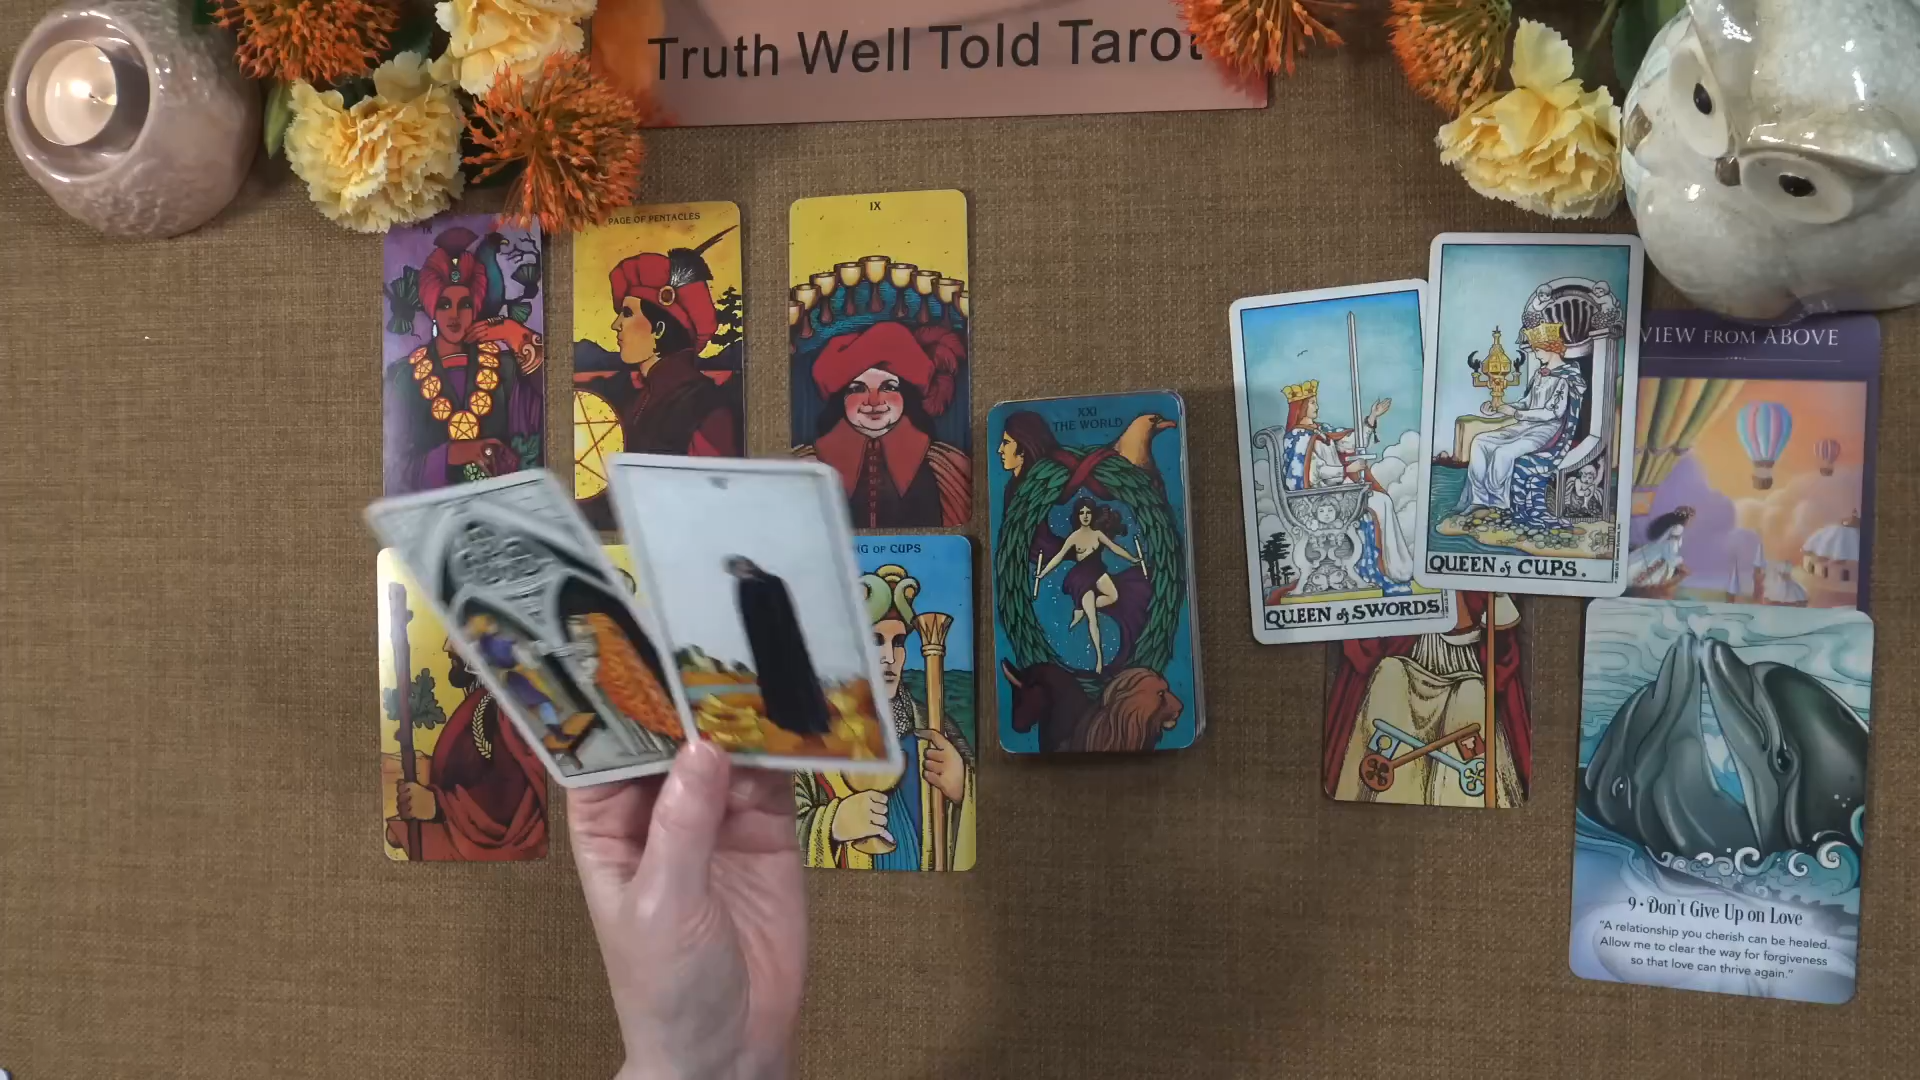 Truth Well Told Tarot
IX
PAGE OF PENTACLES
IX
XXI
THE WORLD
QUEEN of SWORDS
QUEEN of CUPS.
VIEW FROM ABOVE
OF CUPS
9 • Don't Give Up on Love
"A relationship you cherish can be healed.
Allow me to clear the way for forgiveness
so that love can thrive again."